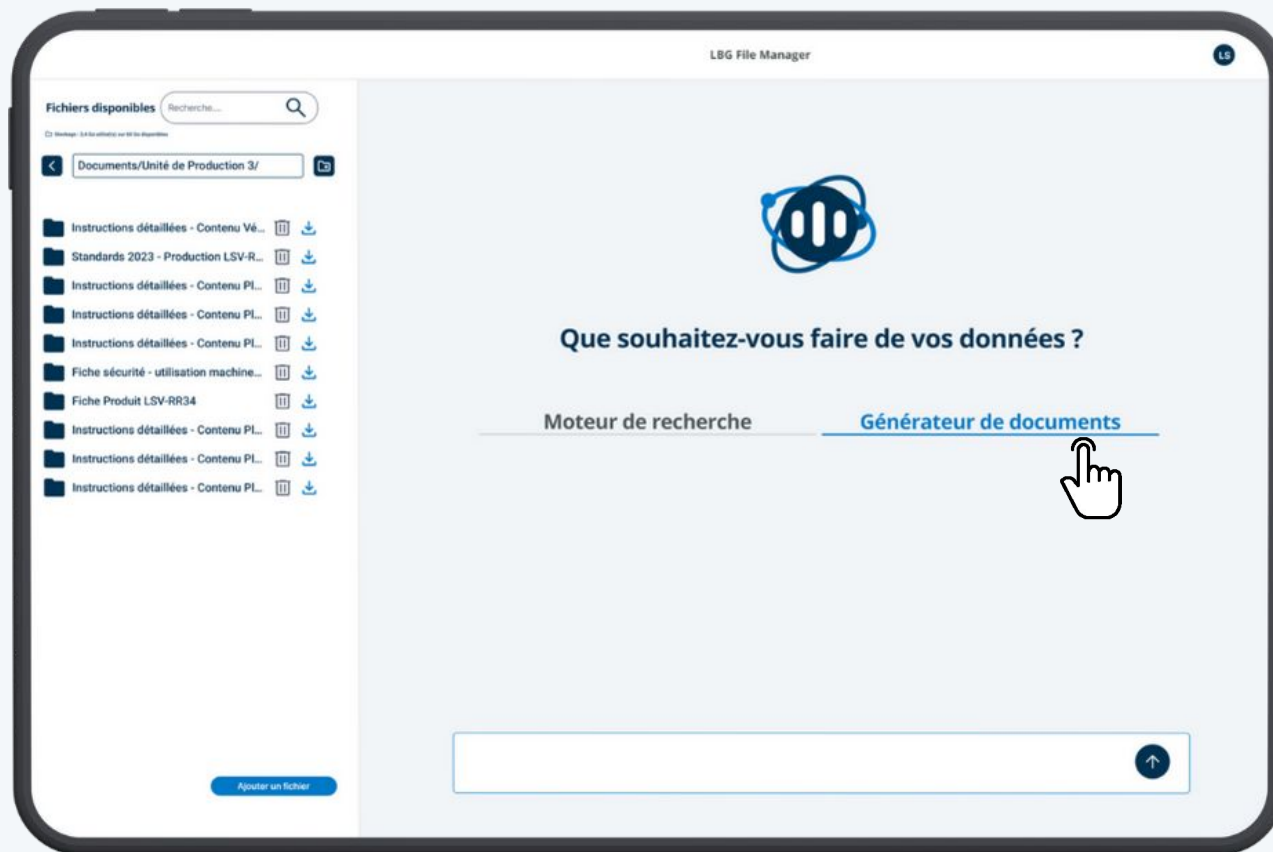 LBG File Manager
LS
Fichiers disponibles
Recherche...
Documents/Unité de Production 3/
Instructions détaillées - Contenu Vé...
Standards 2023 - Production LSV-R...
Instructions détaillées - Contenu Pl...
Instructions détaillées - Contenu Pl...
Instructions détaillées - Contenu Pl...
Fiche sécurité - utilisation machine...
Fiche Produit LSV-RR34
Instructions détaillées - Contenu Pl...
Instructions détaillées - Contenu Pl...
Instructions détaillées - Contenu Pl...
Ajouter un fichier
Que souhaitez-vous faire de vos données ?
Moteur de recherche
Générateur de documents